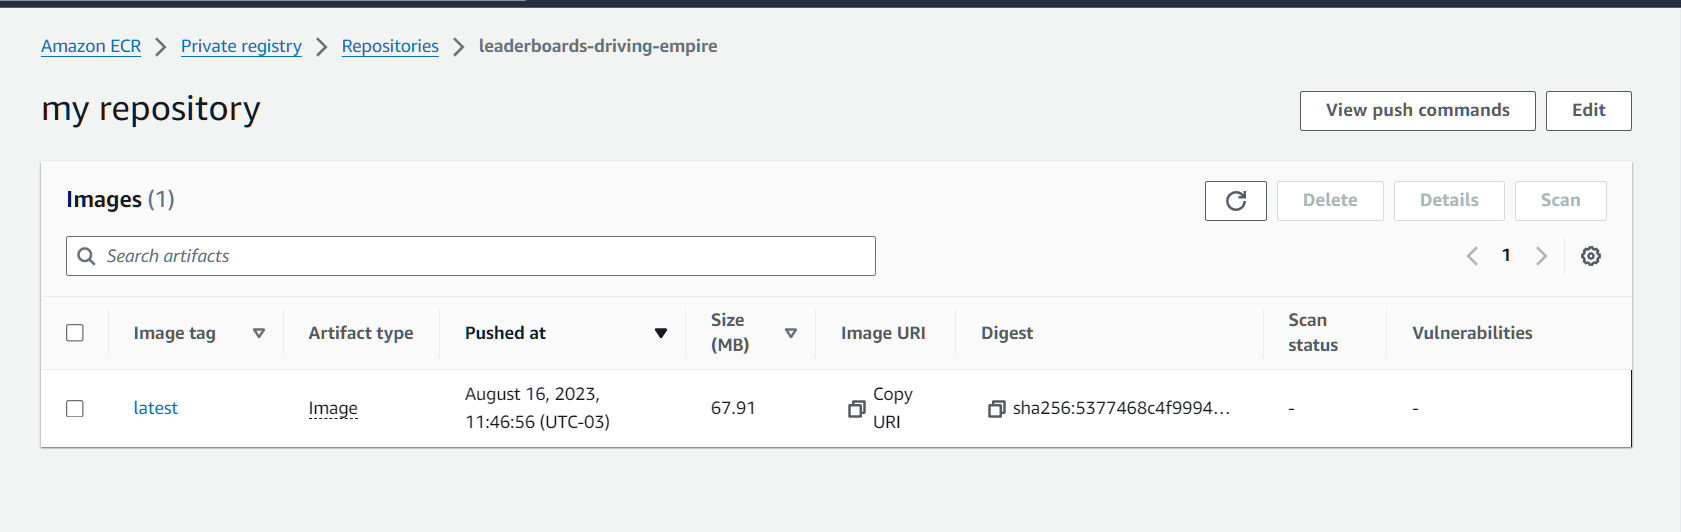 Amazon ECR > Private registry > Repositories > leaderboards-driving-empire
my repository
View push commands
Edit
Images (1)
Delete
Details
Scan
Search artifacts
1
Image tag
Artifact type
Pushed at
Size
(MB)
Image URI
Digest
Scan
status
Vulnerabilities
latest
Image
August 16, 2023,
11:46:56 (UTC-03)
67.91
Copy
URI
sha256:5377468c4f9994...
-
-